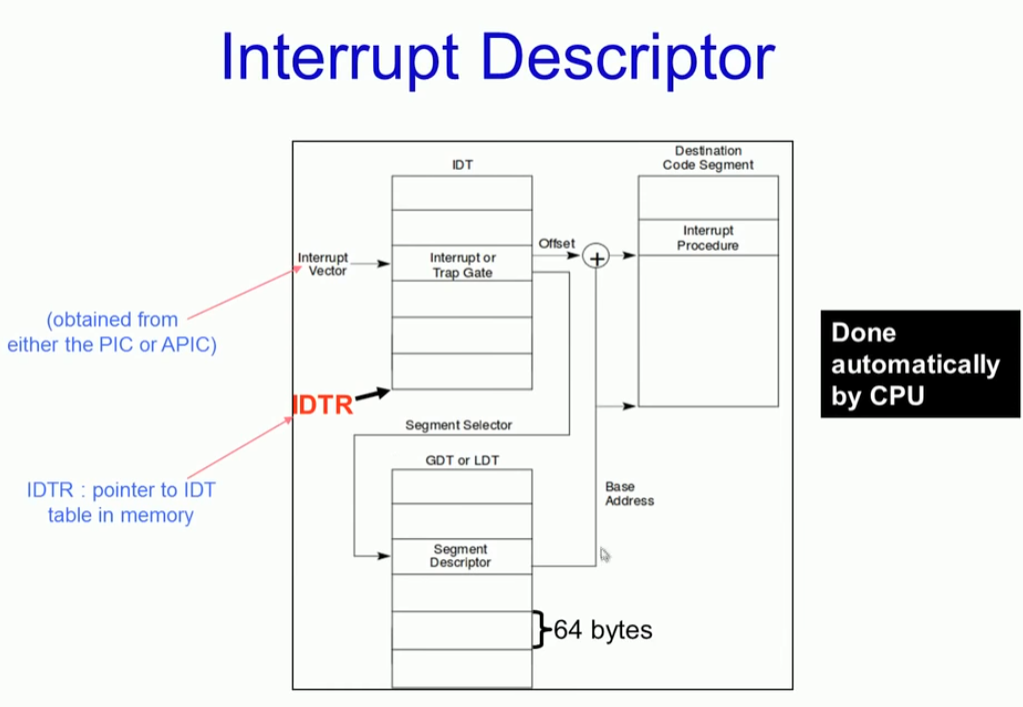 Interrupt Descriptor
IDT
Destination
Code Segment
Offset
Interrupt
Procedure
Interrupt
Vector
Interrupt or
Trap Gate
+
(obtained from
either the PIC or APIC)
Done
automatically
by CPU
IDTR
Segment Selector
GDT or LDT
IDTR : pointer to IDT
table in memory
Base
Address
Segment
Descriptor
64 bytes